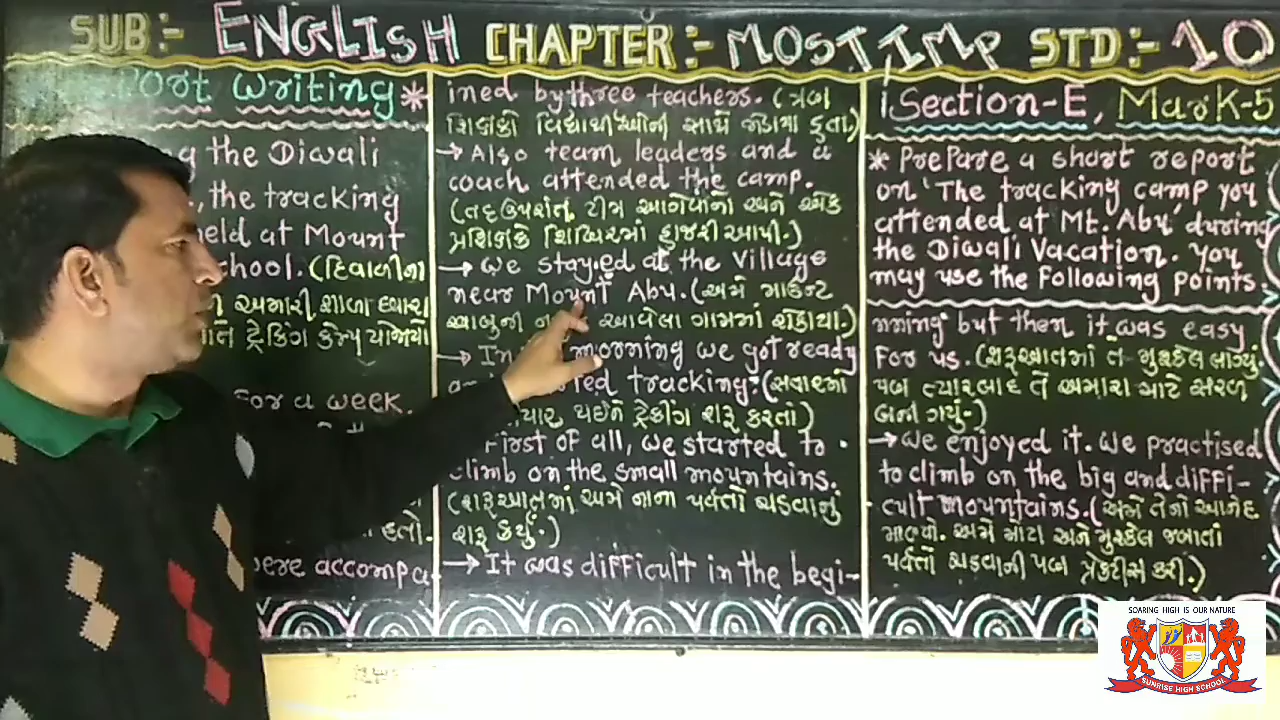 SUB:- ENGLISH CHAPTER:- MOST IMP STD:- 10
Port Writing *
the Diwali
, the tracking
held at Mount
chool. (દિવાળીના
અમારી શાળા દ્વારા
ટ્રેકિંગ કેમ્પ યોજાયો
For a week.
હતો.
were accompa-
ined by three teachers. (ત્રણ
શિક્ષકો વિદ્યાર્થીઓની સાથે જોડાયા હતા.)
→ Also team leaders and a
coach attended the camp.
(તદ્ઉપરાંત, ટીમ આગેવાનો અને એક
પ્રશિક્ષકે શિબિરમાં હાજરી આપી.)
→ We stayed at the village
near Mount Abu. (અમે માઉન્ટ
આબુની આવેલા ગામમાં રોકાયા.)
→ In morning we got ready
ted tracking. (સવારમાં
થઈને ટ્રેકીંગ શરૂ કરતાં)
First of all, we started to
climb on the small mountains.
(શરૂઆતમાં અમે નાના પર્વતો ચડવાનું
શરૂ કર્યું.)
→ It was difficult in the begi-
Section-E, Mark-5
* Prepare a short report
on 'The tracking camp you
attended at Mt. Abu' during
the Diwali Vacation. You
may use the following points.
nning but then it was easy
For us. (શરૂઆતમાં તે મુશ્કેલ લાગ્યું.
પણ ત્યારબાદ તે અમારા માટે સરળ
બની ગયું.)
→ We enjoyed it. We practised
to climb on the big and diffi-
cult mountains. (અમે તેનો આનંદ
માણ્યો. અમે મોટા અને મુશ્કેલ જણાતાં
પર્વતો ચડવાની પણ પ્રેક્ટીસ કરી.)
SOARING HIGH IS OUR NATURE
SUNRISE HIGH SCHOOL